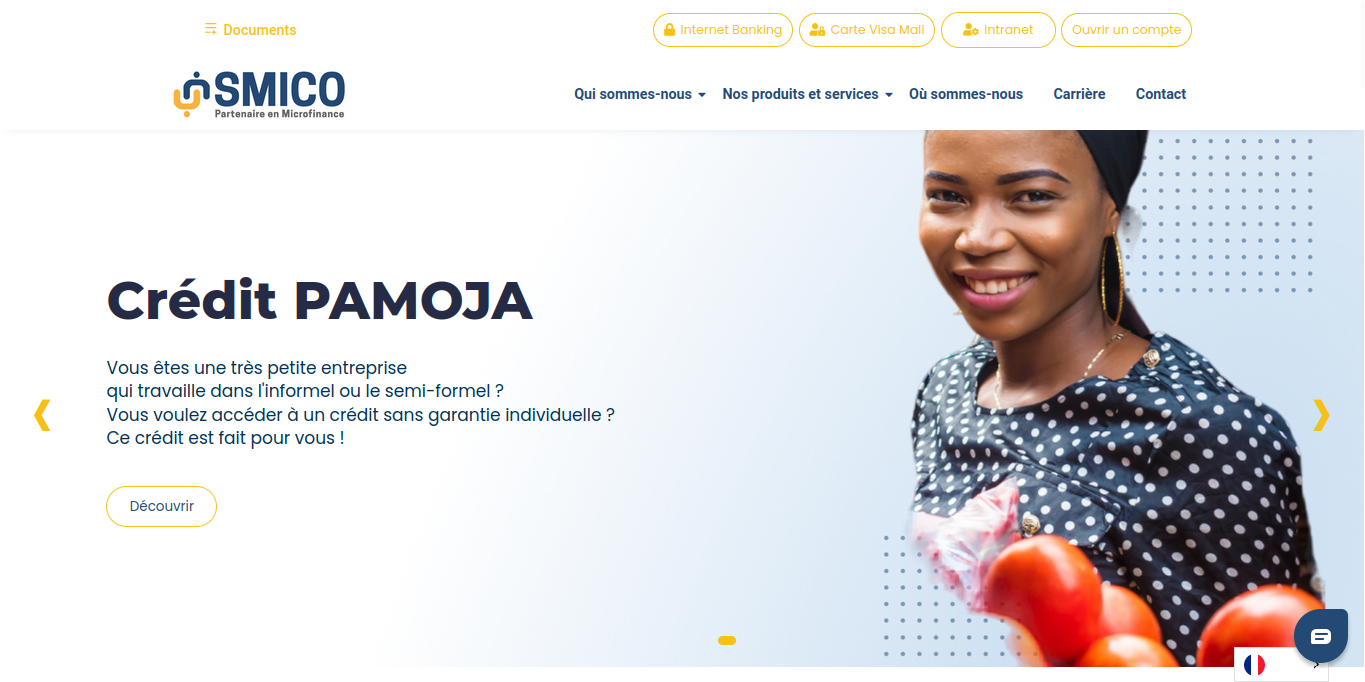 Documents
Internet Banking
Carte Visa Mali
Intranet
Ouvrir un compte
SMICO
Partenaire en Microfinance
Qui sommes-nous
Nos produits et services
Où sommes-nous
Carrière
Contact
Crédit PAMOJA
Vous êtes une très petite entreprise
qui travaille dans l'informel ou le semi-formel ?
Vous voulez accéder à un crédit sans garantie individuelle ?
Ce crédit est fait pour vous !
Découvrir